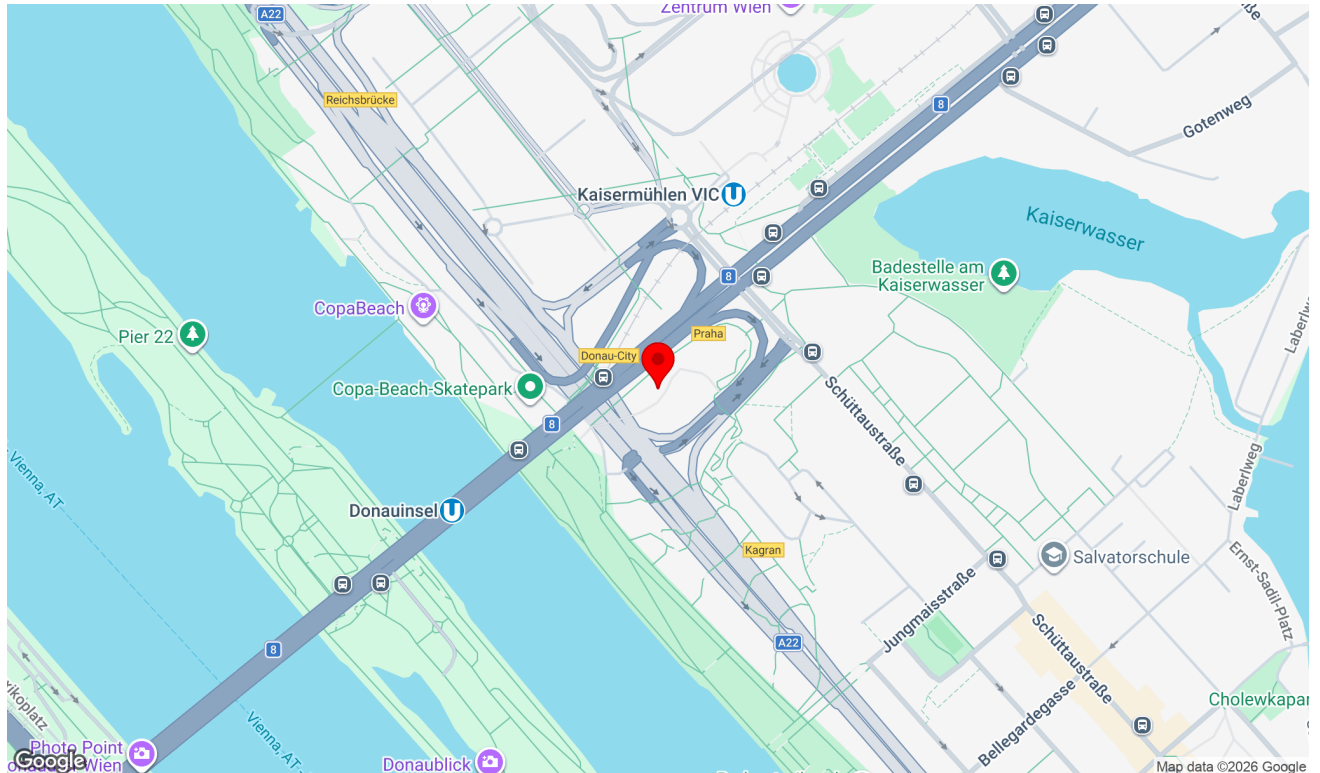 Zentrum Wien
A22
8
Reichsbrücke
Gotenweg
Kaisermühlen VIC
Kaiserwasser
8
Badestelle am
Kaiserwasser
CopaBeach
Pier 22
Praha
Donau-City
Copa-Beach-Skatepark
8
Schüttaustraße
Laberlweg
Vienna, AT
Donauinsel
Kagran
Salvatorschule
Ernst-Sadil-Platz
Jungmaisstraße
A22
8
Schüttaustraße
Bellegardegasse
Cholewkapar
Vienna, AT
Photo Point
Donaublick
Google
Map data ©2026 Google